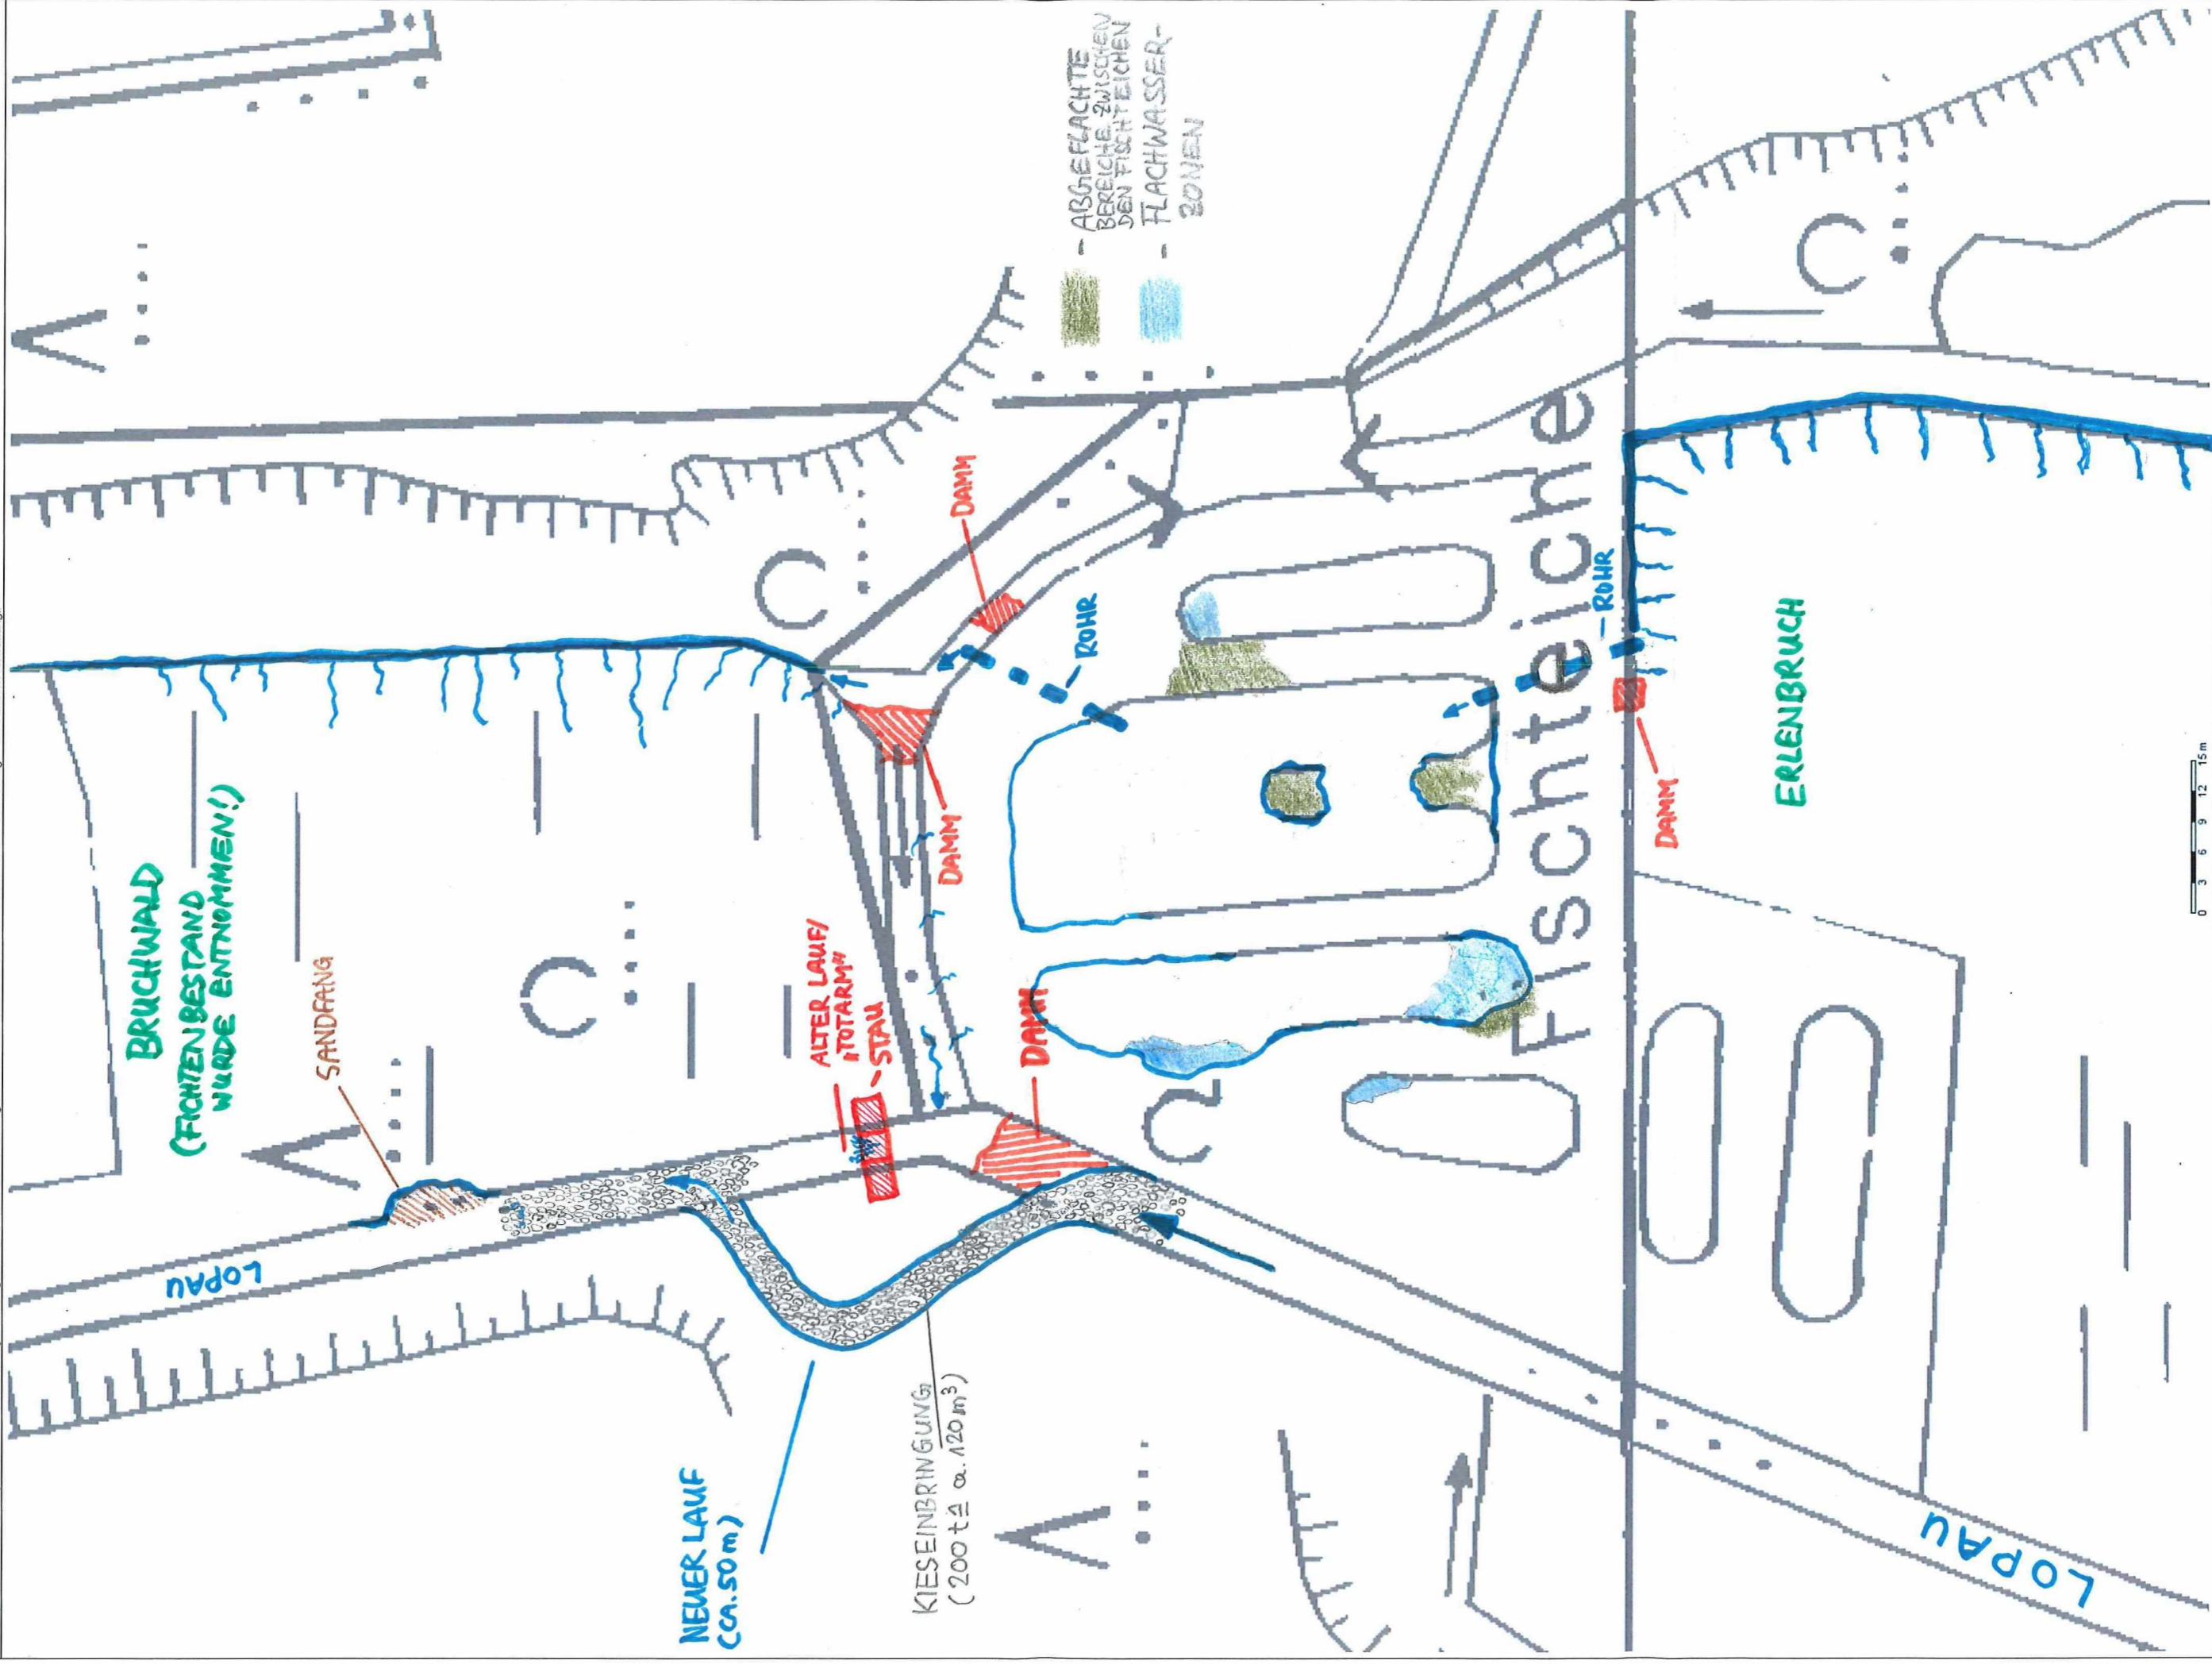 BRUCHWALD
(FICHTENBESTAND
WURDE ENTNOMMEN!)
SANDFANG
LOPAU
ALTER LAUF/
"TOTARM"
STAU
NEUER LAUF
(CA. 50m)
KIESEINBRINGUNG
(200 t ≙ ca. 120 m³)
DAMM
DAMM
DAMM
ROHR
- ABGEFLACHTE
BEREICHE ZWISCHEN
DEN FISCHTEICHEN
- FLACHWASSER-
ZONEN
Fischteiche
ROHR
DAMM
ERLENBRUCH
LOPAU
0 3 6 9 12 15 m